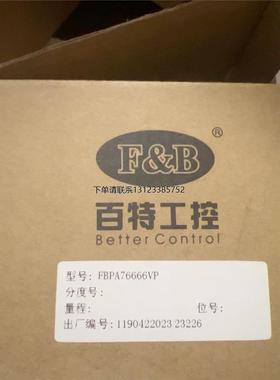 F&B
®
下单请联系13123385752
百特工控
Better Control
型号: FBPA76666VP
分度号:
量程: 位号:
出厂编号: 1190422023 23226